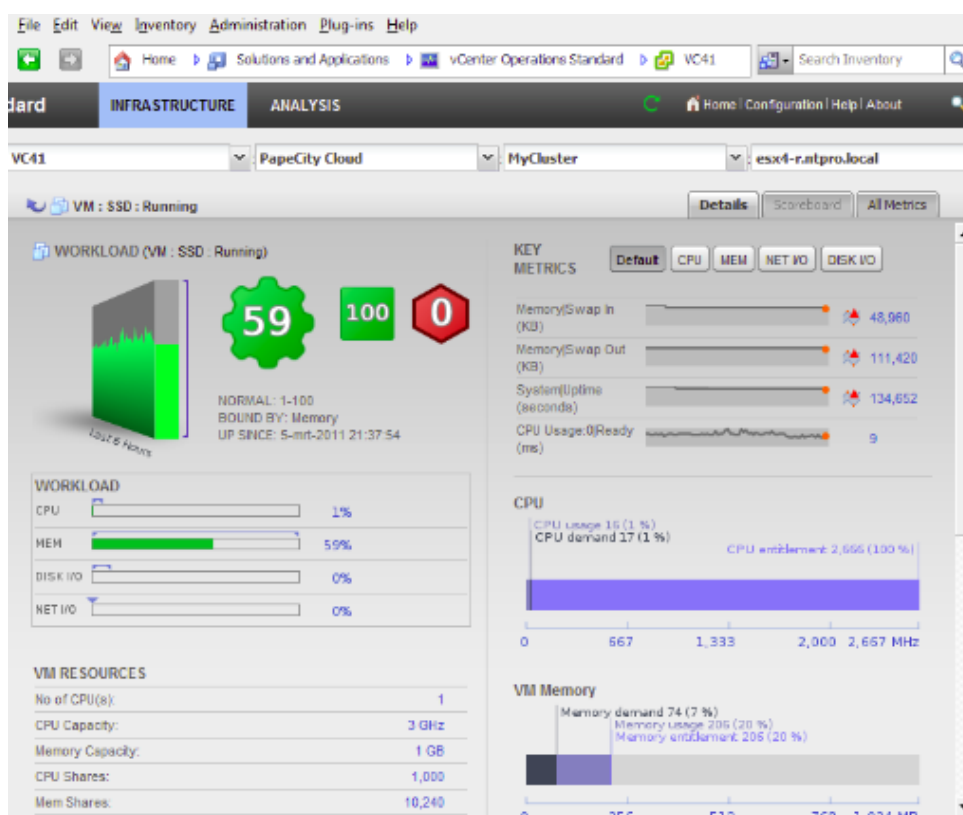 File Edit View Inventory Administration Plug-ins Help
Home Solutions and Applications vCenter Operations Standard VC41 Search Inventory
dard INFRASTRUCTURE ANALYSIS Home | Configuration | Help | About
VC41 PapeCity Cloud MyCluster esx4-r.ntpro.local
VM : SSD : Running Details Scoreboard All Metrics
WORKLOAD (VM : SSD : Running)
59 100 0
NORMAL: 1-100
BOUND BY: Memory
UP SINCE: 5-mrt-2011 21:37:54
Last 6 Hours
WORKLOAD
CPU 1%
MEM 59%
DISK I/O 0%
NET I/O 0%
VM RESOURCES
No of CPU(s): 1
CPU Capacity: 3 GHz
Memory Capacity: 1 GB
CPU Shares: 1,000
Mem Shares: 10,240
KEY
METRICS
Default CPU MEM NET I/O DISK I/O
Memory|Swap In
(KB) 48,960
Memory|Swap Out
(KB) 111,420
System|Uptime
(seconds) 134,652
CPU Usage:0|Ready
(ms) 9
CPU
CPU usage 16 (1 %)
CPU demand 17 (1 %)
CPU entitlement 2,666 (100 %)
0 667 1,333 2,000 2,667 MHz
VM Memory
Memory demand 74 (7 %)
Memory usage 205 (20 %)
Memory entitlement 205 (20 %)